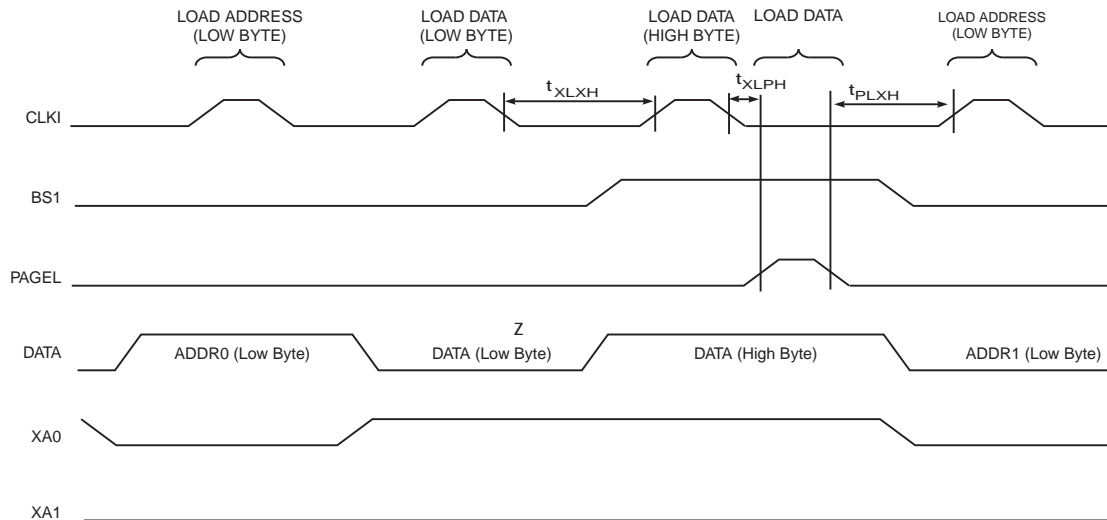 LOAD ADDRESS
(LOW BYTE)
LOAD DATA
(LOW BYTE)
LOAD DATA
(HIGH BYTE)
LOAD DATA
LOAD ADDRESS
(LOW BYTE)
tXLXH
tXLPH
tPLXH
CLKI
BS1
PAGEL
z
DATA
ADDR0 (Low Byte)
DATA (Low Byte)
DATA (High Byte)
ADDR1 (Low Byte)
XA0
XA1